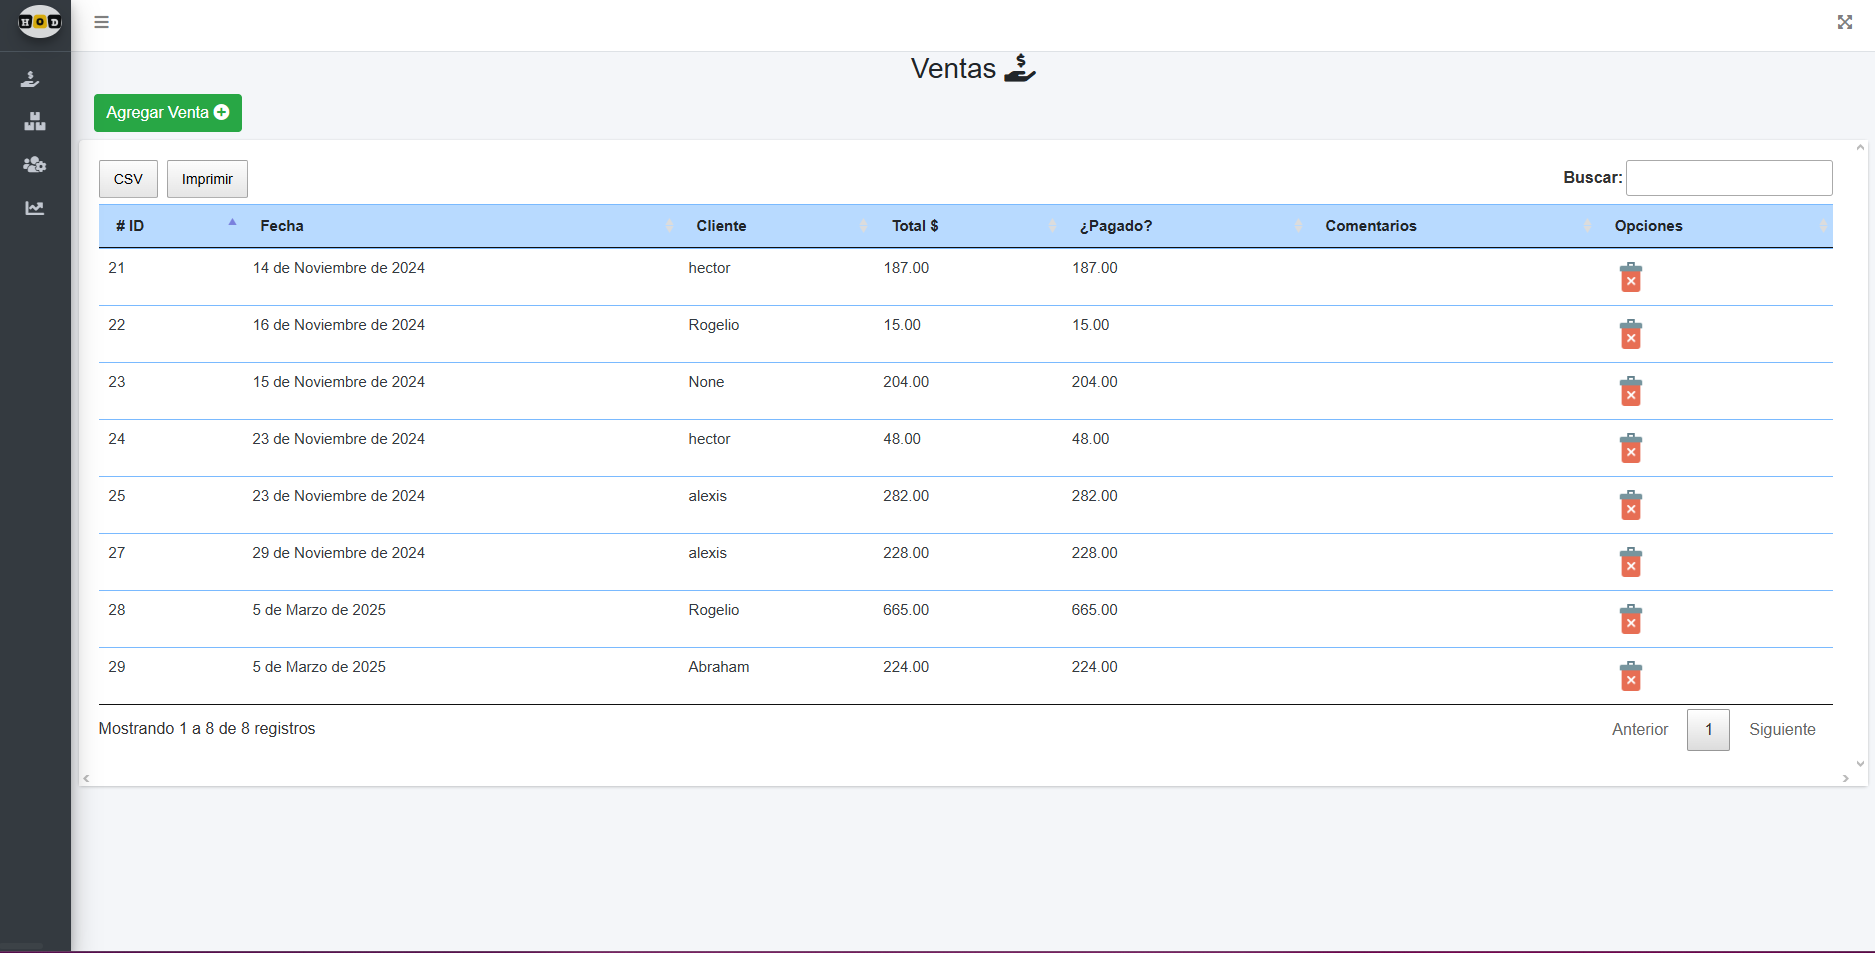 HOD
Ventas
Agregar Venta
CSV Imprimir Buscar:
# ID Fecha Cliente Total $ ¿Pagado? Comentarios Opciones
21 14 de Noviembre de 2024 hector 187.00 187.00
22 16 de Noviembre de 2024 Rogelio 15.00 15.00
23 15 de Noviembre de 2024 None 204.00 204.00
24 23 de Noviembre de 2024 hector 48.00 48.00
25 23 de Noviembre de 2024 alexis 282.00 282.00
27 29 de Noviembre de 2024 alexis 228.00 228.00
28 5 de Marzo de 2025 Rogelio 665.00 665.00
29 5 de Marzo de 2025 Abraham 224.00 224.00
Mostrando 1 a 8 de 8 registros Anterior 1 Siguiente